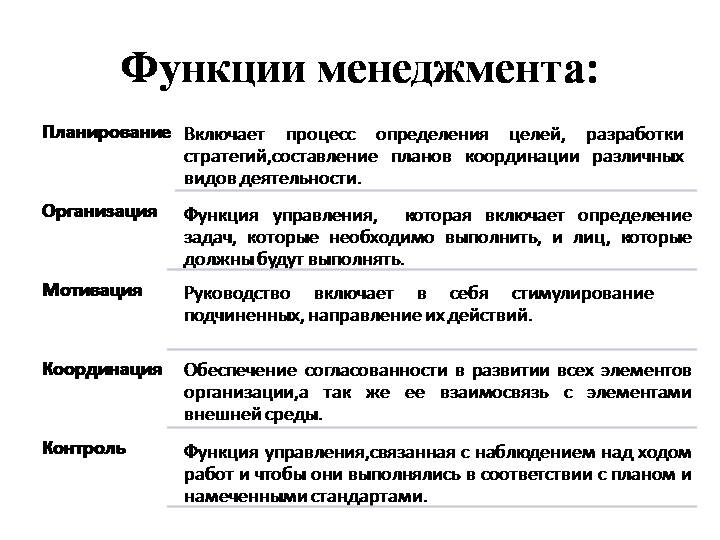 Функции менеджмента:
Планирование Включает процесс определения целей, разработки
стратегий,составление планов координации различных
видов деятельности.
Организация Функция управления, которая включает определение
задач, которые необходимо выполнить, и лиц, которые
должны будут выполнять.
Мотивация Руководство включает в себя стимулирование
подчиненных, направление их действий.
Координация Обеспечение согласованности в развитии всех элементов
организации,а так же ее взаимосвязь с элементами
внешней среды.
Контроль Функция управления,связанная с наблюдением над ходом
работ и чтобы они выполнялись в соответствии с планом и
намеченными стандартами.